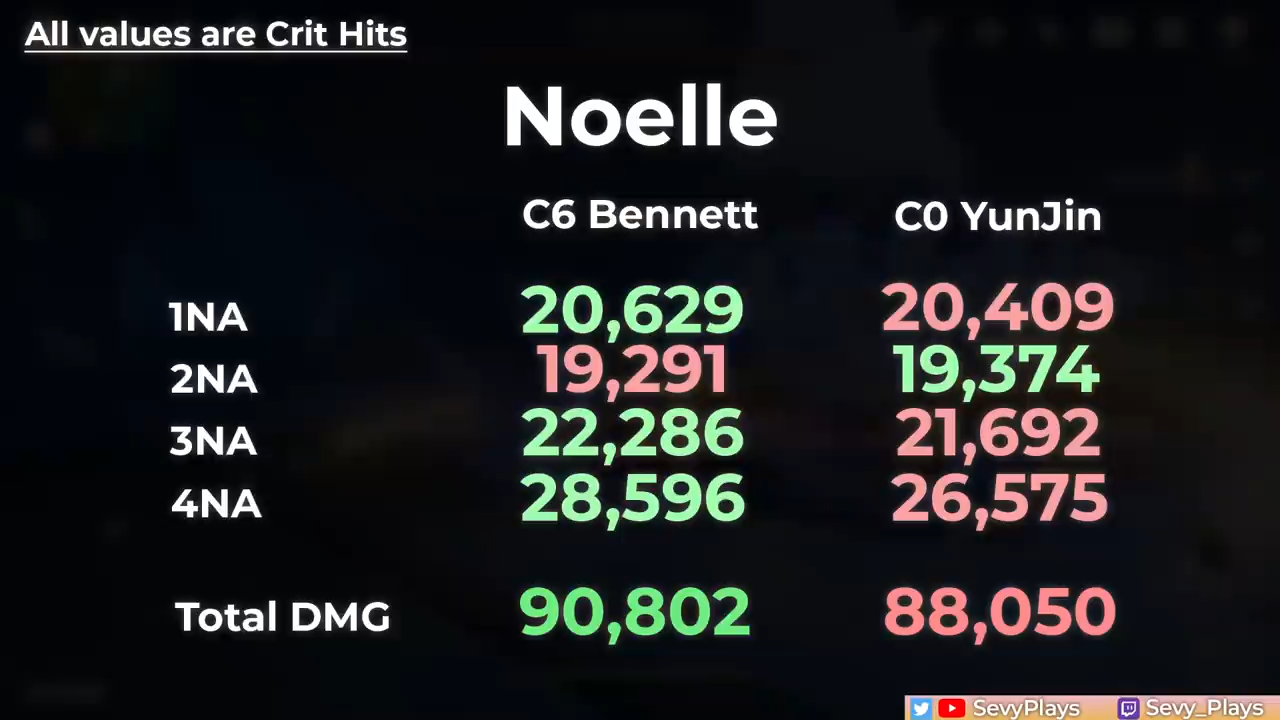 All values are Crit Hits
Noelle
C6 Bennett C0 YunJin
1NA 20,629 20,409
2NA 19,291 19,374
3NA 22,286 21,692
4NA 28,596 26,575
Total DMG 90,802 88,050
SevyPlays Sevy_Plays